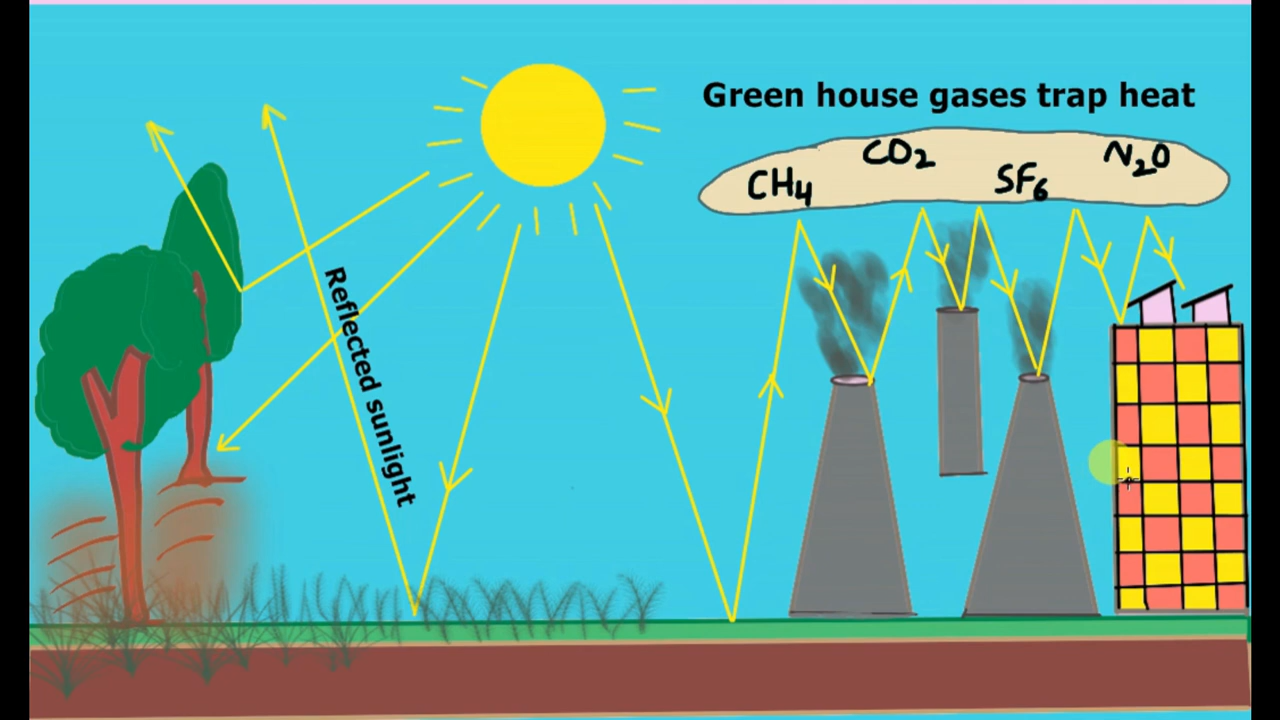 Green house gases trap heat
CH4
CO2
SF6
N2O
Reflected sunlight